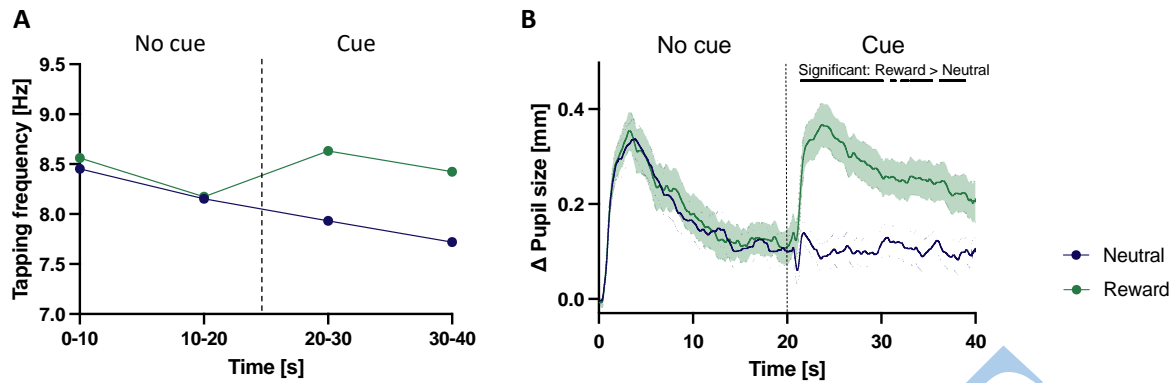 A
No cue
Cue
Tapping frequency [Hz]
9.5
9.0
8.5
8.0
7.5
7.0
0-10
10-20
20-30
30-40
Time [s]
B
No cue
Cue
Significant: Reward > Neutral
Δ Pupil size [mm]
0.4
0.2
0.0
0
10
20
30
40
Time [s]
Neutral
Reward